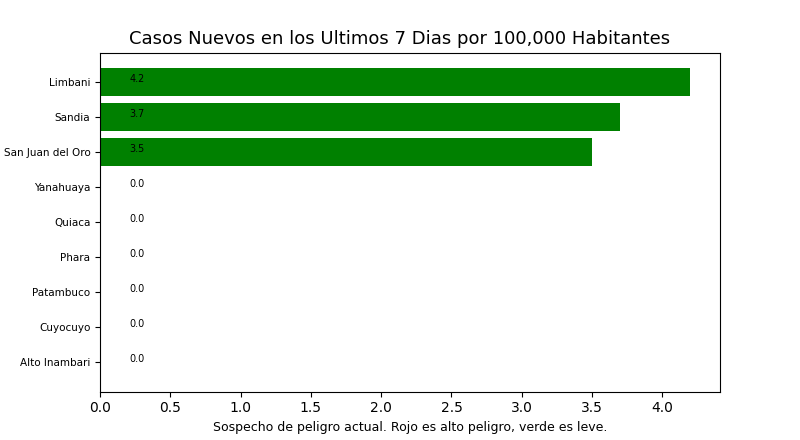 Casos Nuevos en los Ultimos 7 Dias por 100,000 Habitantes
Limbani 4.2
Sandia 3.7
San Juan del Oro 3.5
Yanahuaya 0.0
Quiaca 0.0
Phara 0.0
Patambuco 0.0
Cuyocuyo 0.0
Alto Inambari 0.0
0.0 0.5 1.0 1.5 2.0 2.5 3.0 3.5 4.0
Sospecho de peligro actual. Rojo es alto peligro, verde es leve.